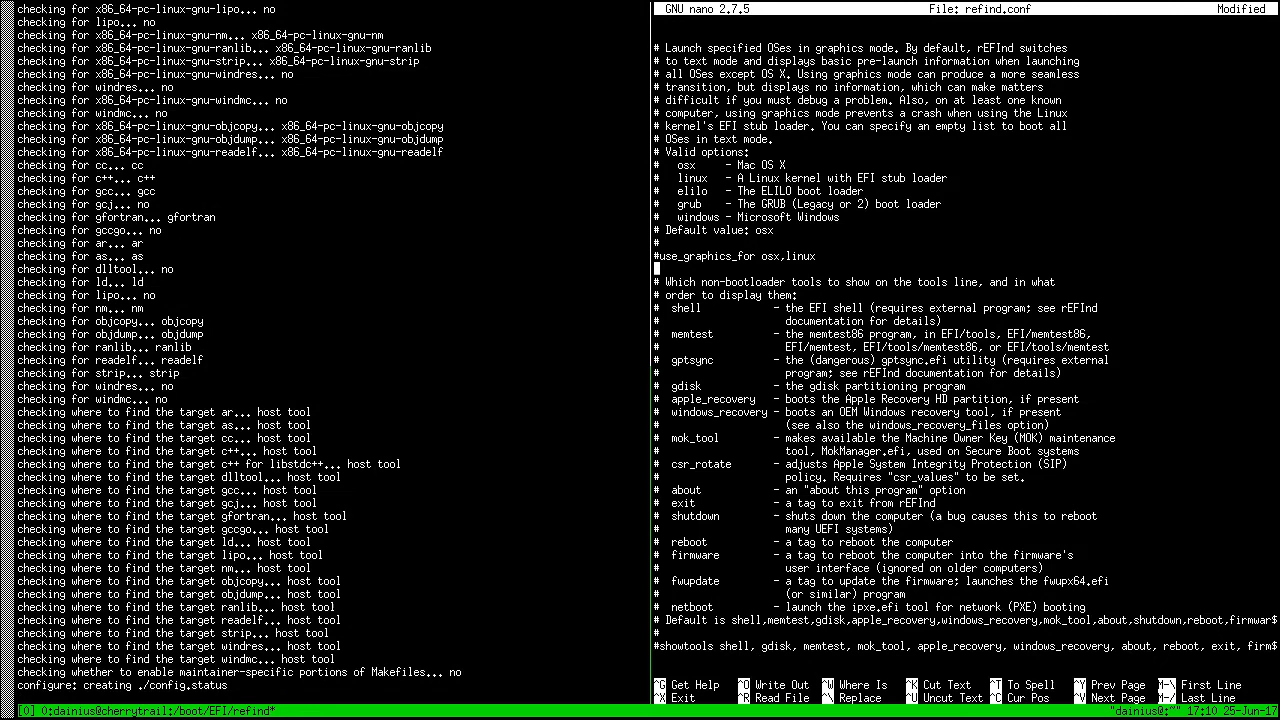 checking for x86_64-pc-linux-gnu-lipo... no
checking for lipo... no
checking for x86_64-pc-linux-gnu-nm... x86_64-pc-linux-gnu-nm
checking for x86_64-pc-linux-gnu-ranlib... x86_64-pc-linux-gnu-ranlib
checking for x86_64-pc-linux-gnu-strip... x86_64-pc-linux-gnu-strip
checking for x86_64-pc-linux-gnu-windres... no
checking for windres... no
checking for x86_64-pc-linux-gnu-windmc... no
checking for windmc... no
checking for x86_64-pc-linux-gnu-objcopy... x86_64-pc-linux-gnu-objcopy
checking for x86_64-pc-linux-gnu-objdump... x86_64-pc-linux-gnu-objdump
checking for x86_64-pc-linux-gnu-readelf... x86_64-pc-linux-gnu-readelf
checking for cc... cc
checking for c++... c++
checking for gcc... gcc
checking for gcj... no
checking for gfortran... gfortran
checking for gccgo... no
checking for ar... ar
checking for as... as
checking for dlltool... no
checking for ld... ld
checking for lipo... no
checking for nm... nm
checking for objcopy... objcopy
checking for objdump... objdump
checking for ranlib... ranlib
checking for readelf... readelf
checking for strip... strip
checking for windres... no
checking for windmc... no
checking where to find the target ar... host tool
checking where to find the target as... host tool
checking where to find the target cc... host tool
checking where to find the target c++... host tool
checking where to find the target c++ for libstdc++... host tool
checking where to find the target dlltool... host tool
checking where to find the target gcc... host tool
checking where to find the target gcj... host tool
checking where to find the target gfortran... host tool
checking where to find the target gccgo... host tool
checking where to find the target ld... host tool
checking where to find the target lipo... host tool
checking where to find the target nm... host tool
checking where to find the target objcopy... host tool
checking where to find the target objdump... host tool
checking where to find the target ranlib... host tool
checking where to find the target readelf... host tool
checking where to find the target strip... host tool
checking where to find the target windres... host tool
checking where to find the target windmc... host tool
checking whether to enable maintainer-specific portions of Makefiles... no
configure: creating ./config.status
GNU nano 2.7.5 File: refind.conf Modified
# Launch specified OSes in graphics mode. By default, rEFInd switches
# to text mode and displays basic pre-launch information when launching
# all OSes except OS X. Using graphics mode can produce a more seamless
# transition, but displays no information, which can make matters
# difficult if you must debug a problem. Also, on at least one known
# computer, using graphics mode prevents a crash when using the Linux
# kernel's EFI stub loader. You can specify an empty list to boot all
# OSes in text mode.
# Valid options:
#   osx     - Mac OS X
#   linux   - A Linux kernel with EFI stub loader
#   elilo   - The ELILO boot loader
#   grub    - The GRUB (Legacy or 2) boot loader
#   windows - Microsoft Windows
# Default value: osx
#
#use_graphics_for osx,linux
# Which non-bootloader tools to show on the tools line, and in what
# order to display them:
#  shell            - the EFI shell (requires external program; see rEFInd
#                     documentation for details)
#  memtest          - the memtest86 program, in EFI/tools, EFI/memtest86,
#                     EFI/memtest, EFI/tools/memtest86, or EFI/tools/memtest
#  gptsync          - the (dangerous) gptsync.efi utility (requires external
#                     program; see rEFInd documentation for details)
#  gdisk            - the gdisk partitioning program
#  apple_recovery   - boots the Apple Recovery HD partition, if present
#  windows_recovery - boots an OEM Windows recovery tool, if present
#                     (see also the windows_recovery_files option)
#  mok_tool         - makes available the Machine Owner Key (MOK) maintenance
#                     tool, MokManager.efi, used on Secure Boot systems
#  csr_rotate       - adjusts Apple System Integrity Protection (SIP)
#                     policy. Requires "csr_values" to be set.
#  about            - an "about this program" option
#  exit             - a tag to exit from rEFInd
#  shutdown         - shuts down the computer (a bug causes this to reboot
#                     many UEFI systems)
#  reboot           - a tag to reboot the computer
#  firmware         - a tag to reboot the computer into the firmware's
#                     user interface (ignored on older computers)
#  fwupdate         - a tag to update the firmware; launches the fwupx64.efi
#                     (or similar) program
#  netboot          - launch the ipxe.efi tool for network (PXE) booting
# Default is shell,memtest,gdisk,apple_recovery,windows_recovery,mok_tool,about,shutdown,reboot,firmwar$
#
#showtools shell, gdisk, memtest, mok_tool, apple_recovery, windows_recovery, about, reboot, exit, firm$
^G Get Help ^O Write Out ^W Where Is ^K Cut Text ^T To Spell ^Y Prev Page M-\ First Line
^X Exit ^R Read File ^\ Replace ^U Uncut Text ^C Cur Pos ^V Next Page M-/ Last Line
[0] 0:dainius@cherrytrail:/boot/EFI/refind* "dainius@:~" 17:10 25-Jun-17